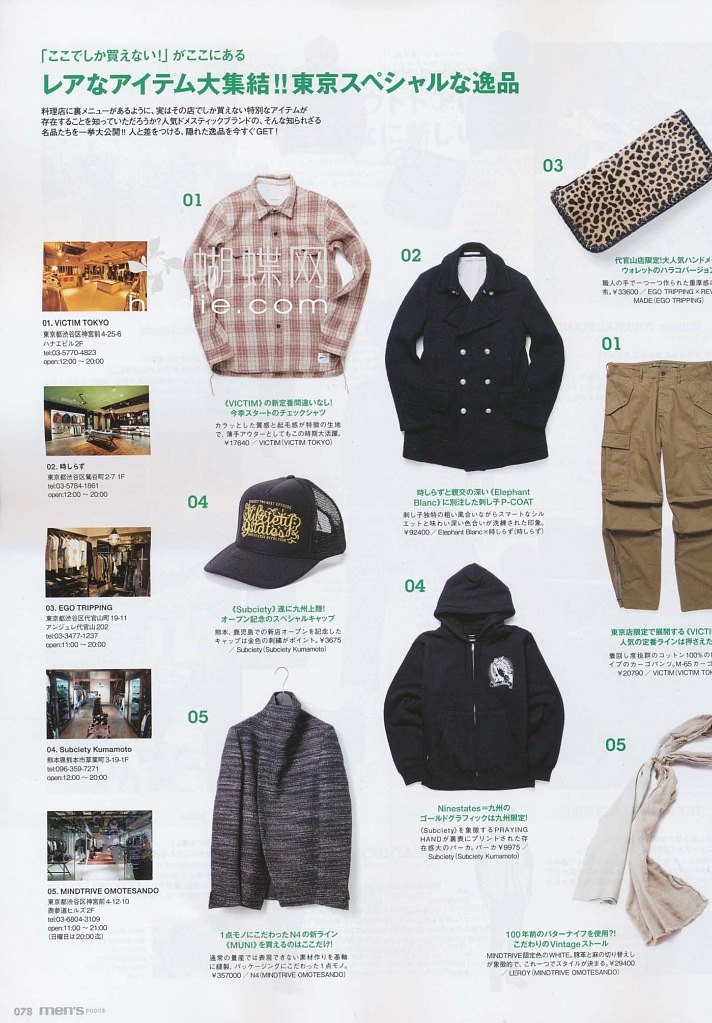 「ここでしか買えない!」がここにある
レアなアイテム大集結!!東京スペシャルな逸品
料理店に裏メニューがあるように、実はその店でしか買えない特別なアイテムが
存在することを知っていただろうか?人気ドメスティックブランドの、そんな知られざる
名品たちを一挙大公開!! 人と差をつける、隠れた逸品を今すぐGET!
01. VICTIM TOKYO
東京都渋谷区神宮前4-25-6
ハナエビル2F
tel:03-5770-4823
open:12:00 〜 20:00
02. 時しらず
東京都渋谷区鶯谷町2-7 1F
tel:03-5784-1861
open:12:00 〜 20:00
03. EGO TRIPPING
東京都渋谷区代官山町19-11
アンジュレ代官山202
tel:03-3477-1237
open:11:00 〜 20:00
04. Subciety Kumamoto
熊本県熊本市草葉町3-19-1F
tel:096-359-7271
open:12:00 〜 20:00
05. MINDTRIVE OMOTESANDO
東京都渋谷区神宮前4-12-10
表参道ヒルズ2F
tel:03-6804-3109
open:11:00 〜 21:00
(日曜日は20:00迄)
01
《VICTIM》の新定番間違いなし!
今季スタートのチェックシャツ
カラッとした質感と起毛感が特徴の生地
で、薄手アウターとしてもこの時期大活躍。
¥17640 / VICTIM(VICTIM TOKYO)
02
時しらずと親交の深い《Elephant
Blanc》に別注した刺し子P-COAT
刺し子独特の粗い風合いながらスマートなシル
エットと味わい深い色合いが洗練された印象。
¥92400 / Elephant Blanc×時しらず(時しらず)
03
代官山店限定!大人気ハンドメ
ウォレットのハラコバージョン
職人の手で一つ一つ作られた重厚感の
布。¥33600 / EGO TRIPPING×REV
MADE(EGO TRIPPING)
01
東京店限定で展開する《VICTI
人気の定番ラインは押さえた
着回し度抜群のコットン100%の
イプのカーゴパンツ。M-65カーゴ
¥20790 / VICTIM(VICTIM TOK
04
Subciety
《Subciety》遂に九州上陸!
オープン記念のスペシャルキャップ
熊本、鹿児島での新店オープンを記念した
キャップは金色の刺繍がポイント。¥3675
/ Subciety(Subciety Kumamoto)
04
Ninestates=九州の
ゴールドグラフィックは九州限定!
《Subciety》を象徴するPRAYING
HANDが裏表にプリントされた存
在感大のパーカ。パーカ¥9975 /
Subciety(Subciety Kumamoto)
05
1点モノにこだわったN4の新ライン
《MUNI》を買えるのはここだけ!
通常の量産では表現できない素材作りを基軸
に縫製、パッケージングにこだわった1点モノ。
¥357000 / N4(MINDTRIVE OMOTESANDO)
05
100年前のバターナイフを使用?!
こだわりのVintageストール
MINDTRIVE限定色のWHITE。豚革と麻の切り替えし
が象徴的で、これ一つでスタイルが決まる。¥29400
/ LEROY(MINDTRIVE OMOTESANDO)
蝴蝶网
.com
078 men's FUDGE